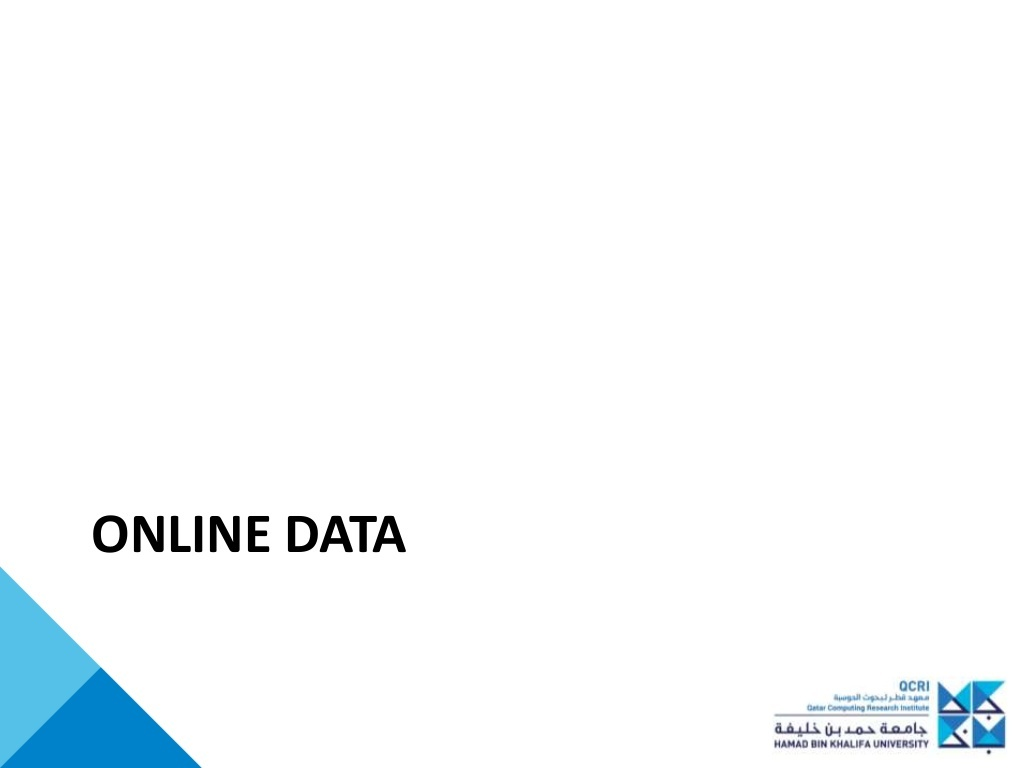 ONLINE DATA
QCRI
معهد قطر لبحوث الحوسبة
Qatar Computing Research Institute
جامعة حمد بن خليفة
HAMAD BIN KHALIFA UNIVERSITY